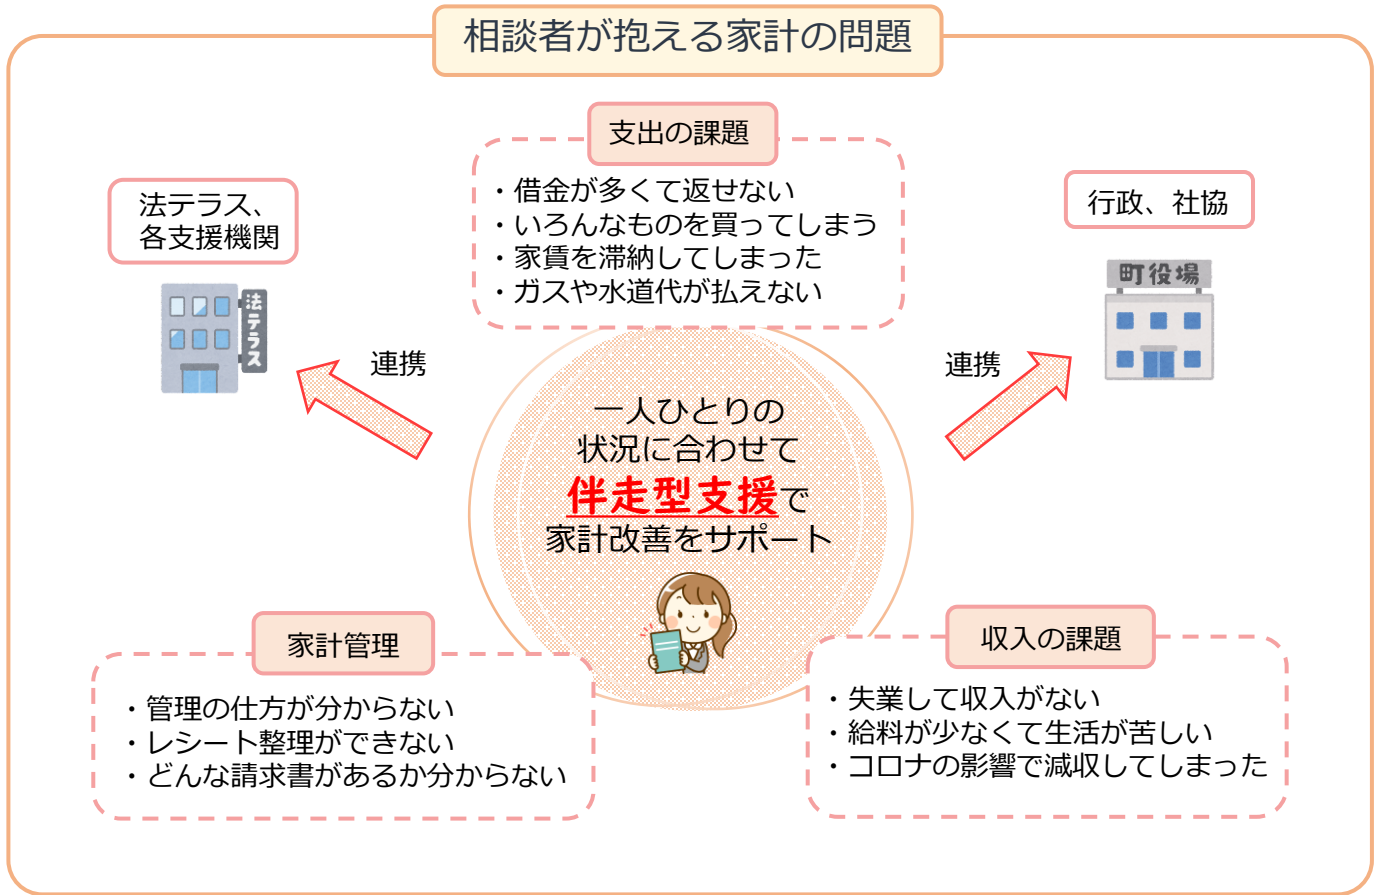 相談者が抱える家計の問題
支出の課題
・借金が多くて返せない
・いろんなものを買ってしまう
・家賃を滞納してしまった
・ガスや水道代が払えない
法テラス、
各支援機関
法テラス
連携
行政、社協
町役場
連携
一人ひとりの
状況に合わせて
伴走型支援で
家計改善をサポート
家計管理
・管理の仕方が分からない
・レシート整理ができない
・どんな請求書があるか分からない
収入の課題
・失業して収入がない
・給料が少なくて生活が苦しい
・コロナの影響で減収してしまった